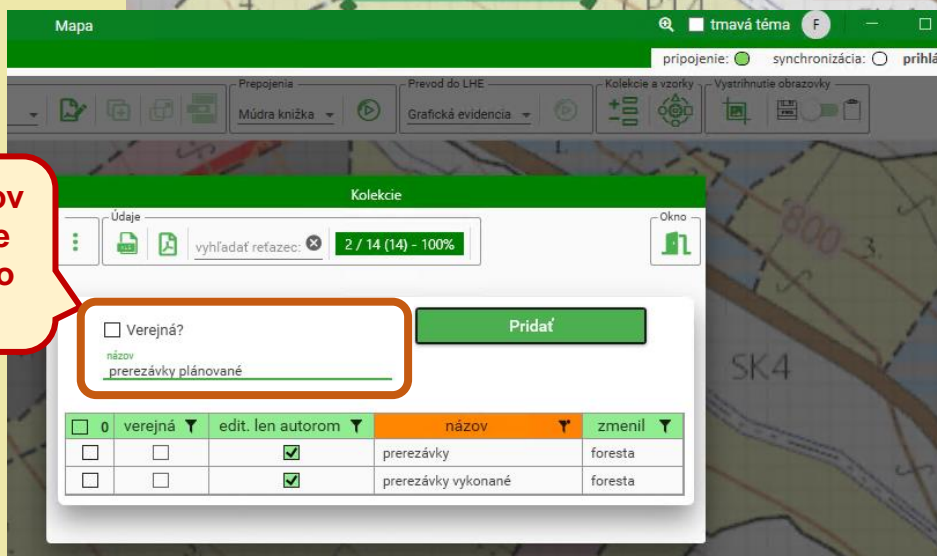 Mapa
tmavá téma F
pripojenie: synchronizácia: prihlá
Prepojenia
Prevod do LHE
Kolekcie a vzorky
Vystrihnutie obrazovky
Múdra knižka
Grafická evidencia
ov
e
o
Kolekcie
Údaje
Okno
vyhľadať reťazec:
2 / 14 (14) - 100%
Verejná?
Pridať
názov
prerezávky plánované
0 verejná edit. len autorom názov zmenil
prerezávky foresta
prerezávky vykonané foresta
800
3.
SK4